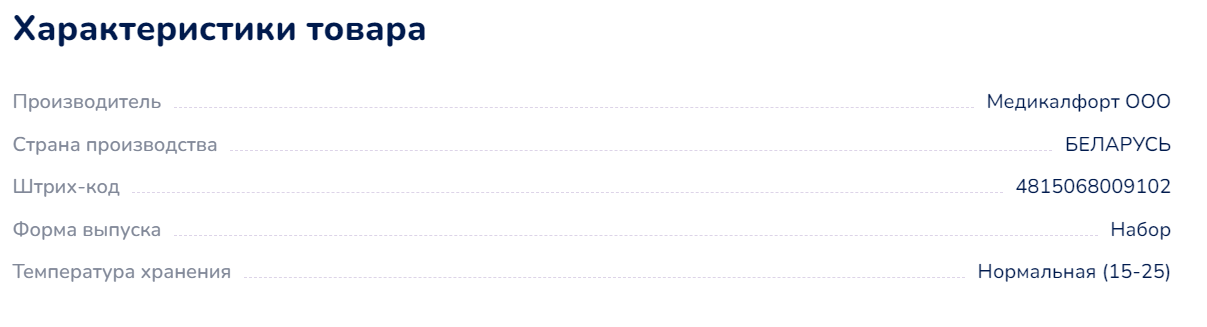 Характеристики товара
Производитель Медикалфорт ООО
Страна производства БЕЛАРУСЬ
Штрих-код 4815068009102
Форма выпуска Набор
Температура хранения Нормальная (15-25)